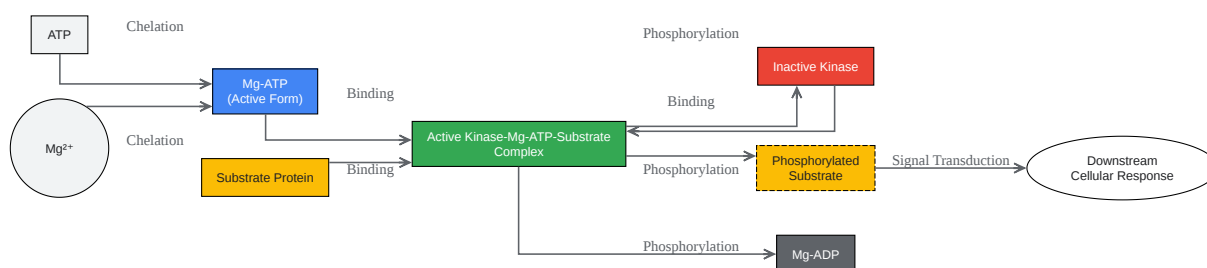 ATP
Chelation
Mg²⁺
Chelation
Mg-ATP
(Active Form)
Substrate Protein
Binding
Binding
Active Kinase-Mg-ATP-Substrate
Complex
Phosphorylation
Inactive Kinase
Binding
Phosphorylation
Phosphorylated
Substrate
Signal Transduction
Downstream
Cellular Response
Phosphorylation
Mg-ADP